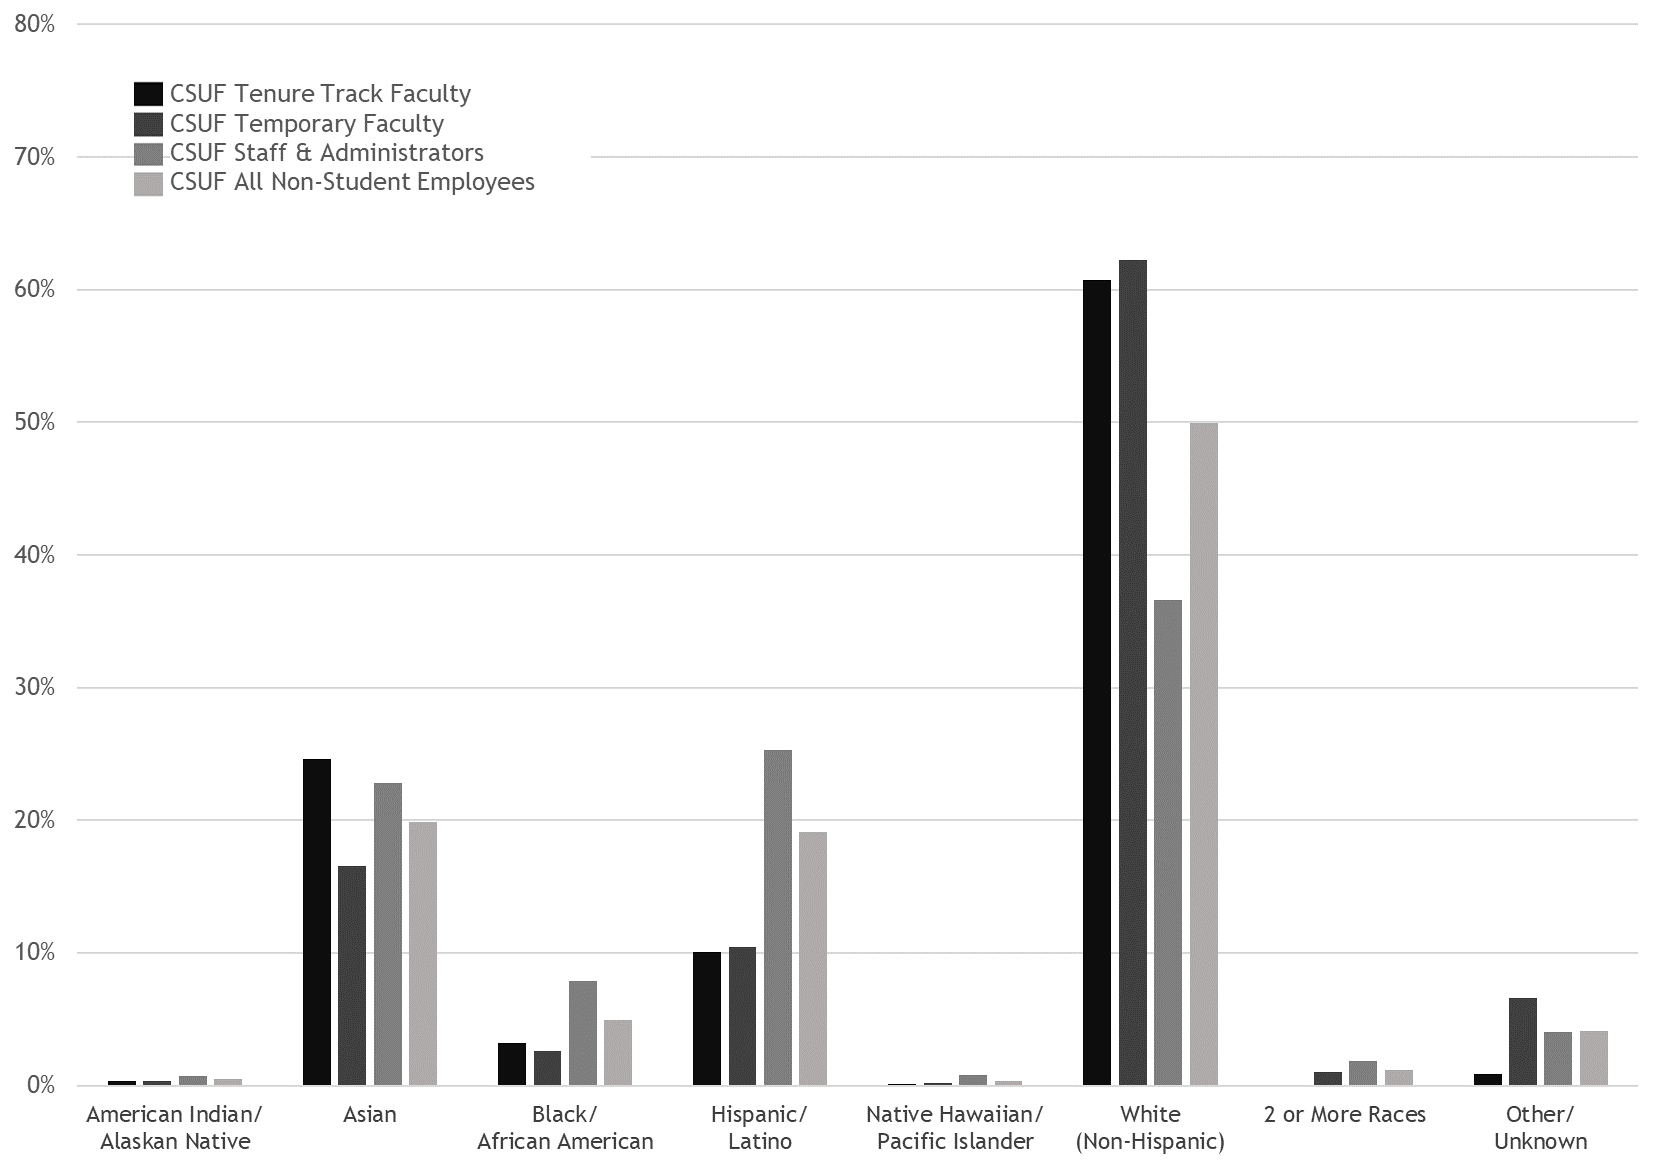 80%
CSUF Tenure Track Faculty
CSUF Temporary Faculty
70%
CSUF Staff & Administrators
CSUF All Non-Student Employees
60%
50%
40%
30%
20%
10%
0%
American Indian/
Alaskan Native
Asian
Black/
African American
Hispanic/
Latino
Native Hawaiian/
Pacific Islander
White
(Non-Hispanic)
2 or More Races
Other/
Unknown